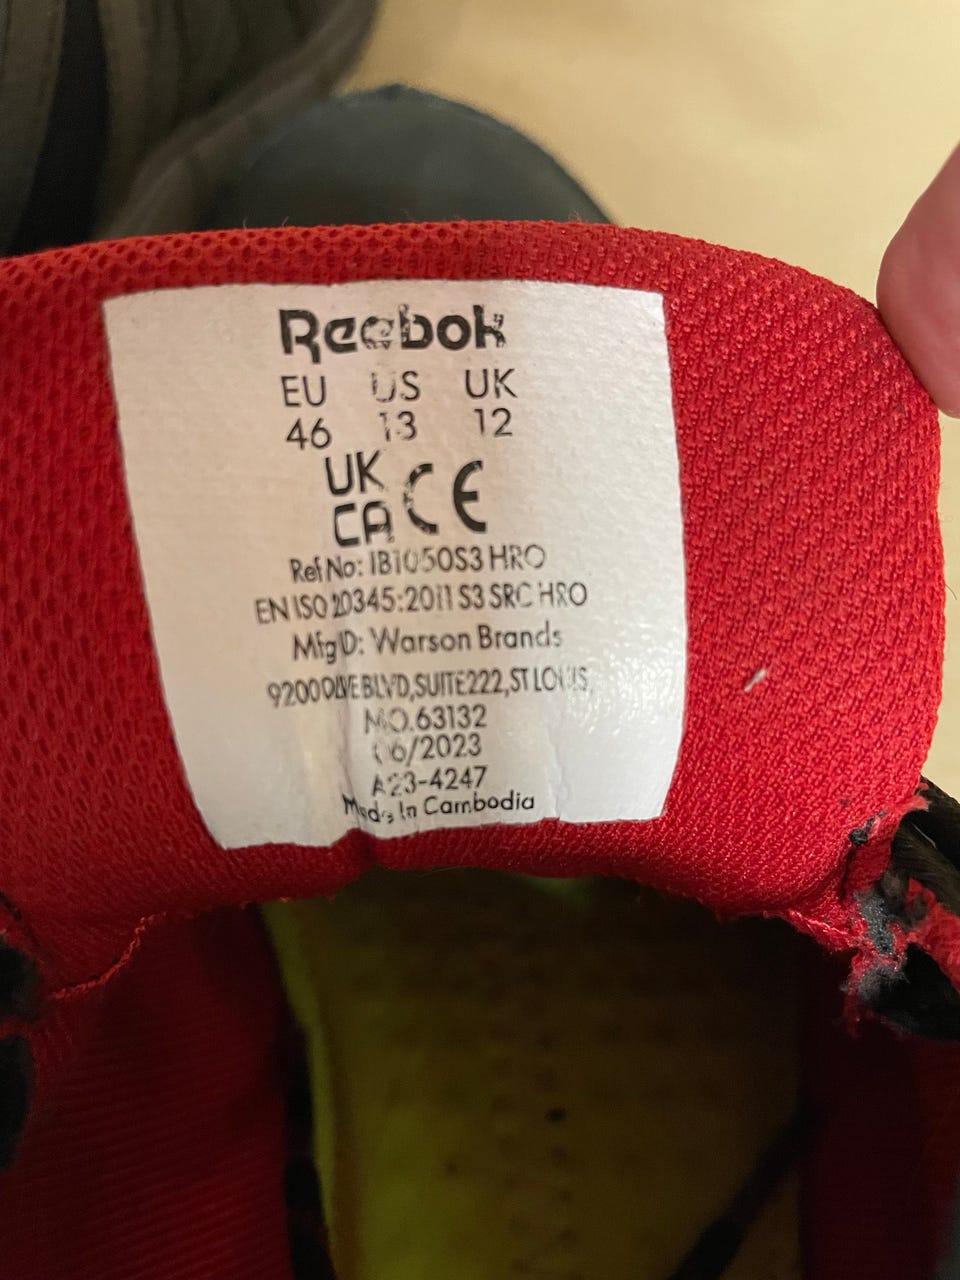 Reebok
EU US UK
46 13 12
UK
CA CE
Ref No: IB1050S3 HRO
EN ISO 20345:2011 S3 SRC HRO
Mfg ID: Warson Brands
9200 OLIVE BLVD, SUITE 222, ST LOUIS,
MO. 63132
06/2023
A23-4247
Made In Cambodia